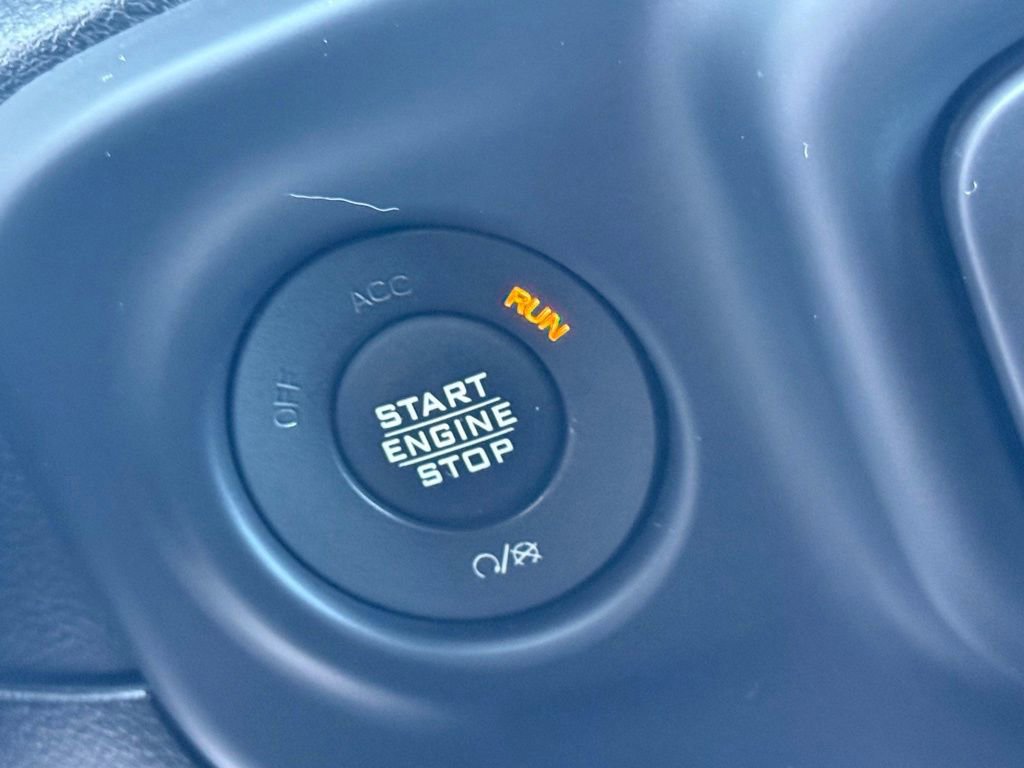 ACC
RUN
OFF
START
ENGINE
STOP